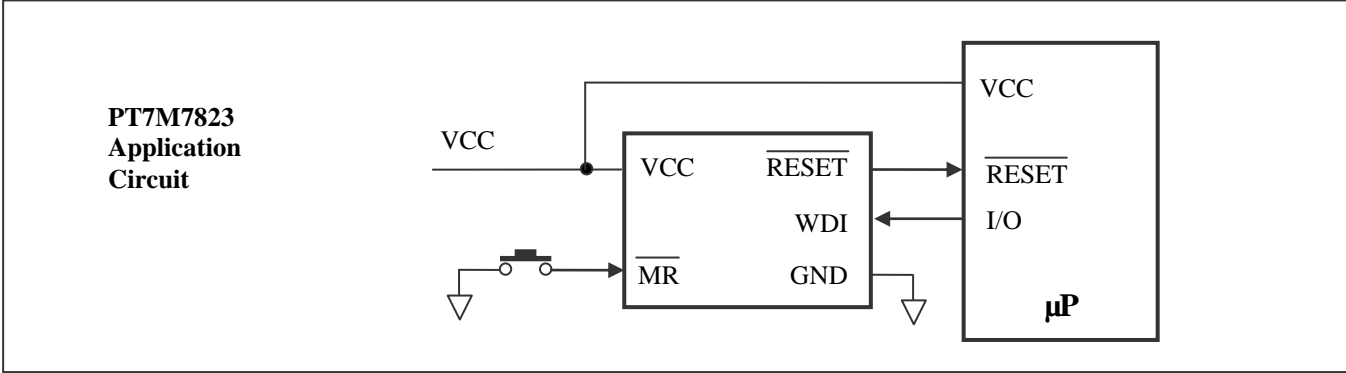 PT7M7823
Application
Circuit
VCC
VCC
RESET
WDI
MR
GND
VCC
RESET
I/O
µP